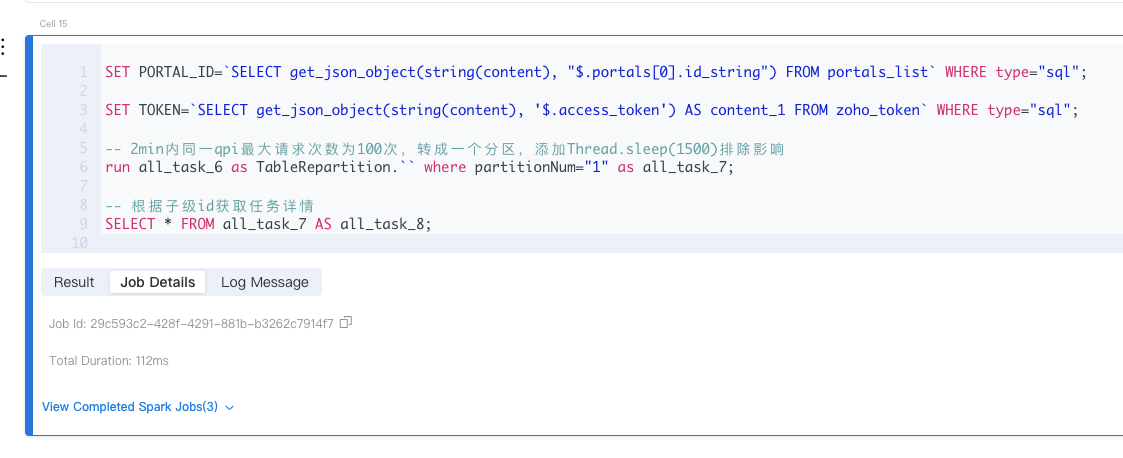 Cell 15
1 SET PORTAL_ID=`SELECT get_json_object(string(content), "$.portals[0].id_string") FROM portals_list` WHERE type="sql";
2
3 SET TOKEN=`SELECT get_json_object(string(content), '$.access_token') AS content_1 FROM zoho_token` WHERE type="sql";
4
5 -- 2min内同一qpi最大请求次数为100次，转成一个分区，添加Thread.sleep(1500)排除影响
6 run all_task_6 as TableRepartition.`` where partitionNum="1" as all_task_7;
7
8 -- 根据子级id获取任务详情
9 SELECT * FROM all_task_7 AS all_task_8;
10
Result Job Details Log Message
Job Id: 29c593c2-428f-4291-881b-b3262c7914f7
Total Duration: 112ms
View Completed Spark Jobs(3)